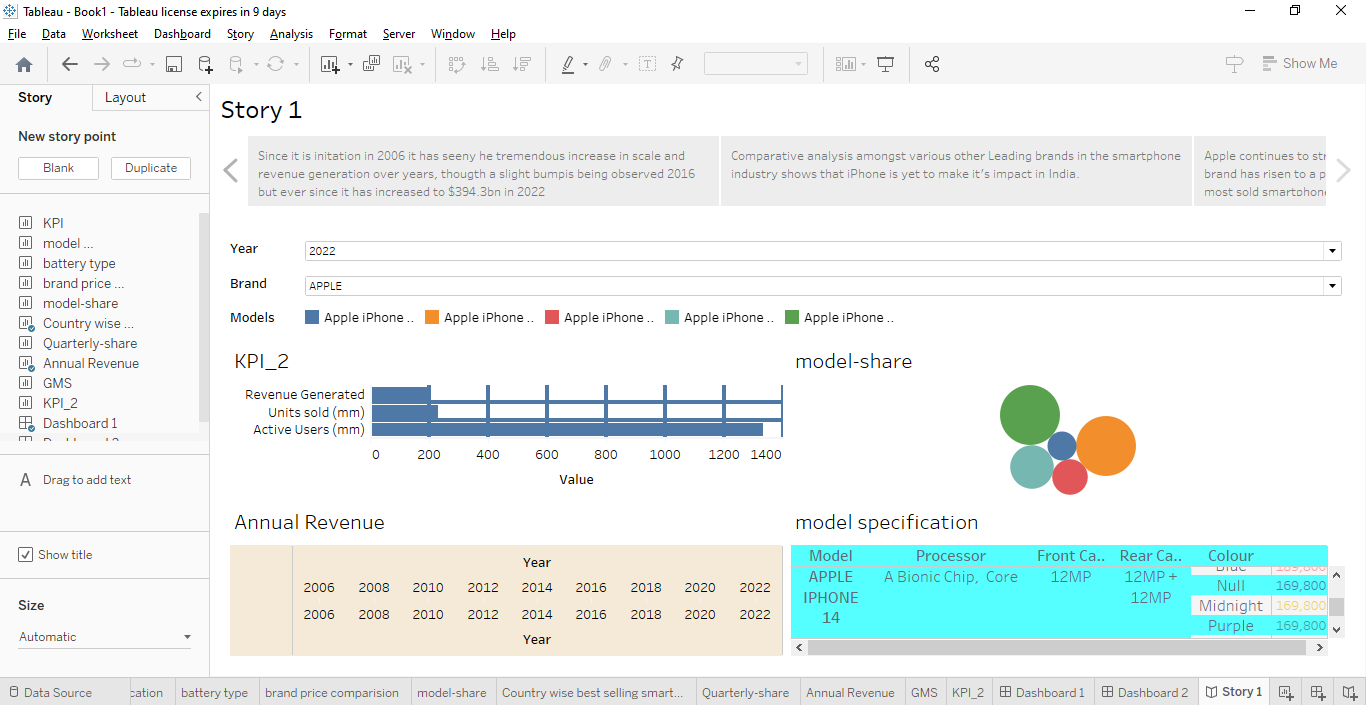 Tableau - Book1 - Tableau license expires in 9 days
File Data Worksheet Dashboard Story Analysis Format Server Window Help
Show Me
Story Layout
New story point
Blank Duplicate
KPI
model ...
battery type
brand price ...
model-share
Country wise ...
Quarterly-share
Annual Revenue
GMS
KPI_2
Dashboard 1
A Drag to add text
Show title
Size
Automatic
Story 1
Since it is initation in 2006 it has seeny he tremendous increase in scale and
revenue generation over years, thougth a slight bumpis being observed 2016
but ever since it has increased to $394.3bn in 2022
Comparative analysis amongst various other Leading brands in the smartphone
industry shows that iPhone is yet to make it's impact in India.
Apple continues to str
brand has risen to a p
most sold smartphone
Year 2022
Brand APPLE
Models Apple iPhone .. Apple iPhone .. Apple iPhone .. Apple iPhone .. Apple iPhone ..
KPI_2
Revenue Generated
Units sold (mm)
Active Users (mm)
0 200 400 600 800 1000 1200 1400
Value
model-share
Annual Revenue
Year
2006 2008 2010 2012 2014 2016 2018 2020 2022
2006 2008 2010 2012 2014 2016 2018 2020 2022
Year
model specification
Model Processor Front Ca.. Rear Ca.. Colour
APPLE IPHONE 14
A Bionic Chip, Core
12MP
12MP +
12MP
Blue 169,800
Null 169,800
Midnight 169,800
Purple 169,800
Data Source cation battery type brand price comparision model-share Country wise best selling smart... Quarterly-share Annual Revenue GMS KPI_2 Dashboard 1 Dashboard 2 Story 1